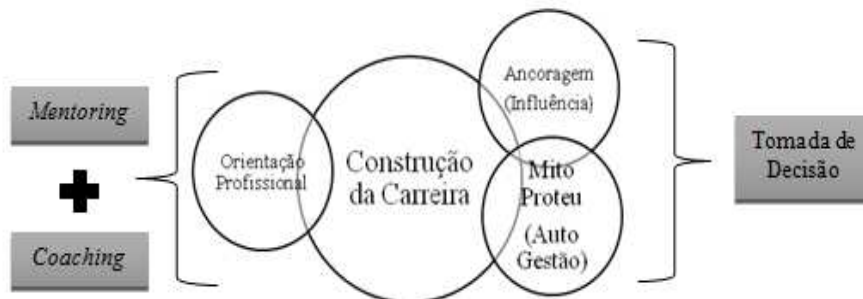 Mentoring
Coaching
Orientação
Profissional
Construção
da Carreira
Ancoragem
(Influência)
Mito
Proteu
(Auto
Gestão)
Tomada de
Decisão